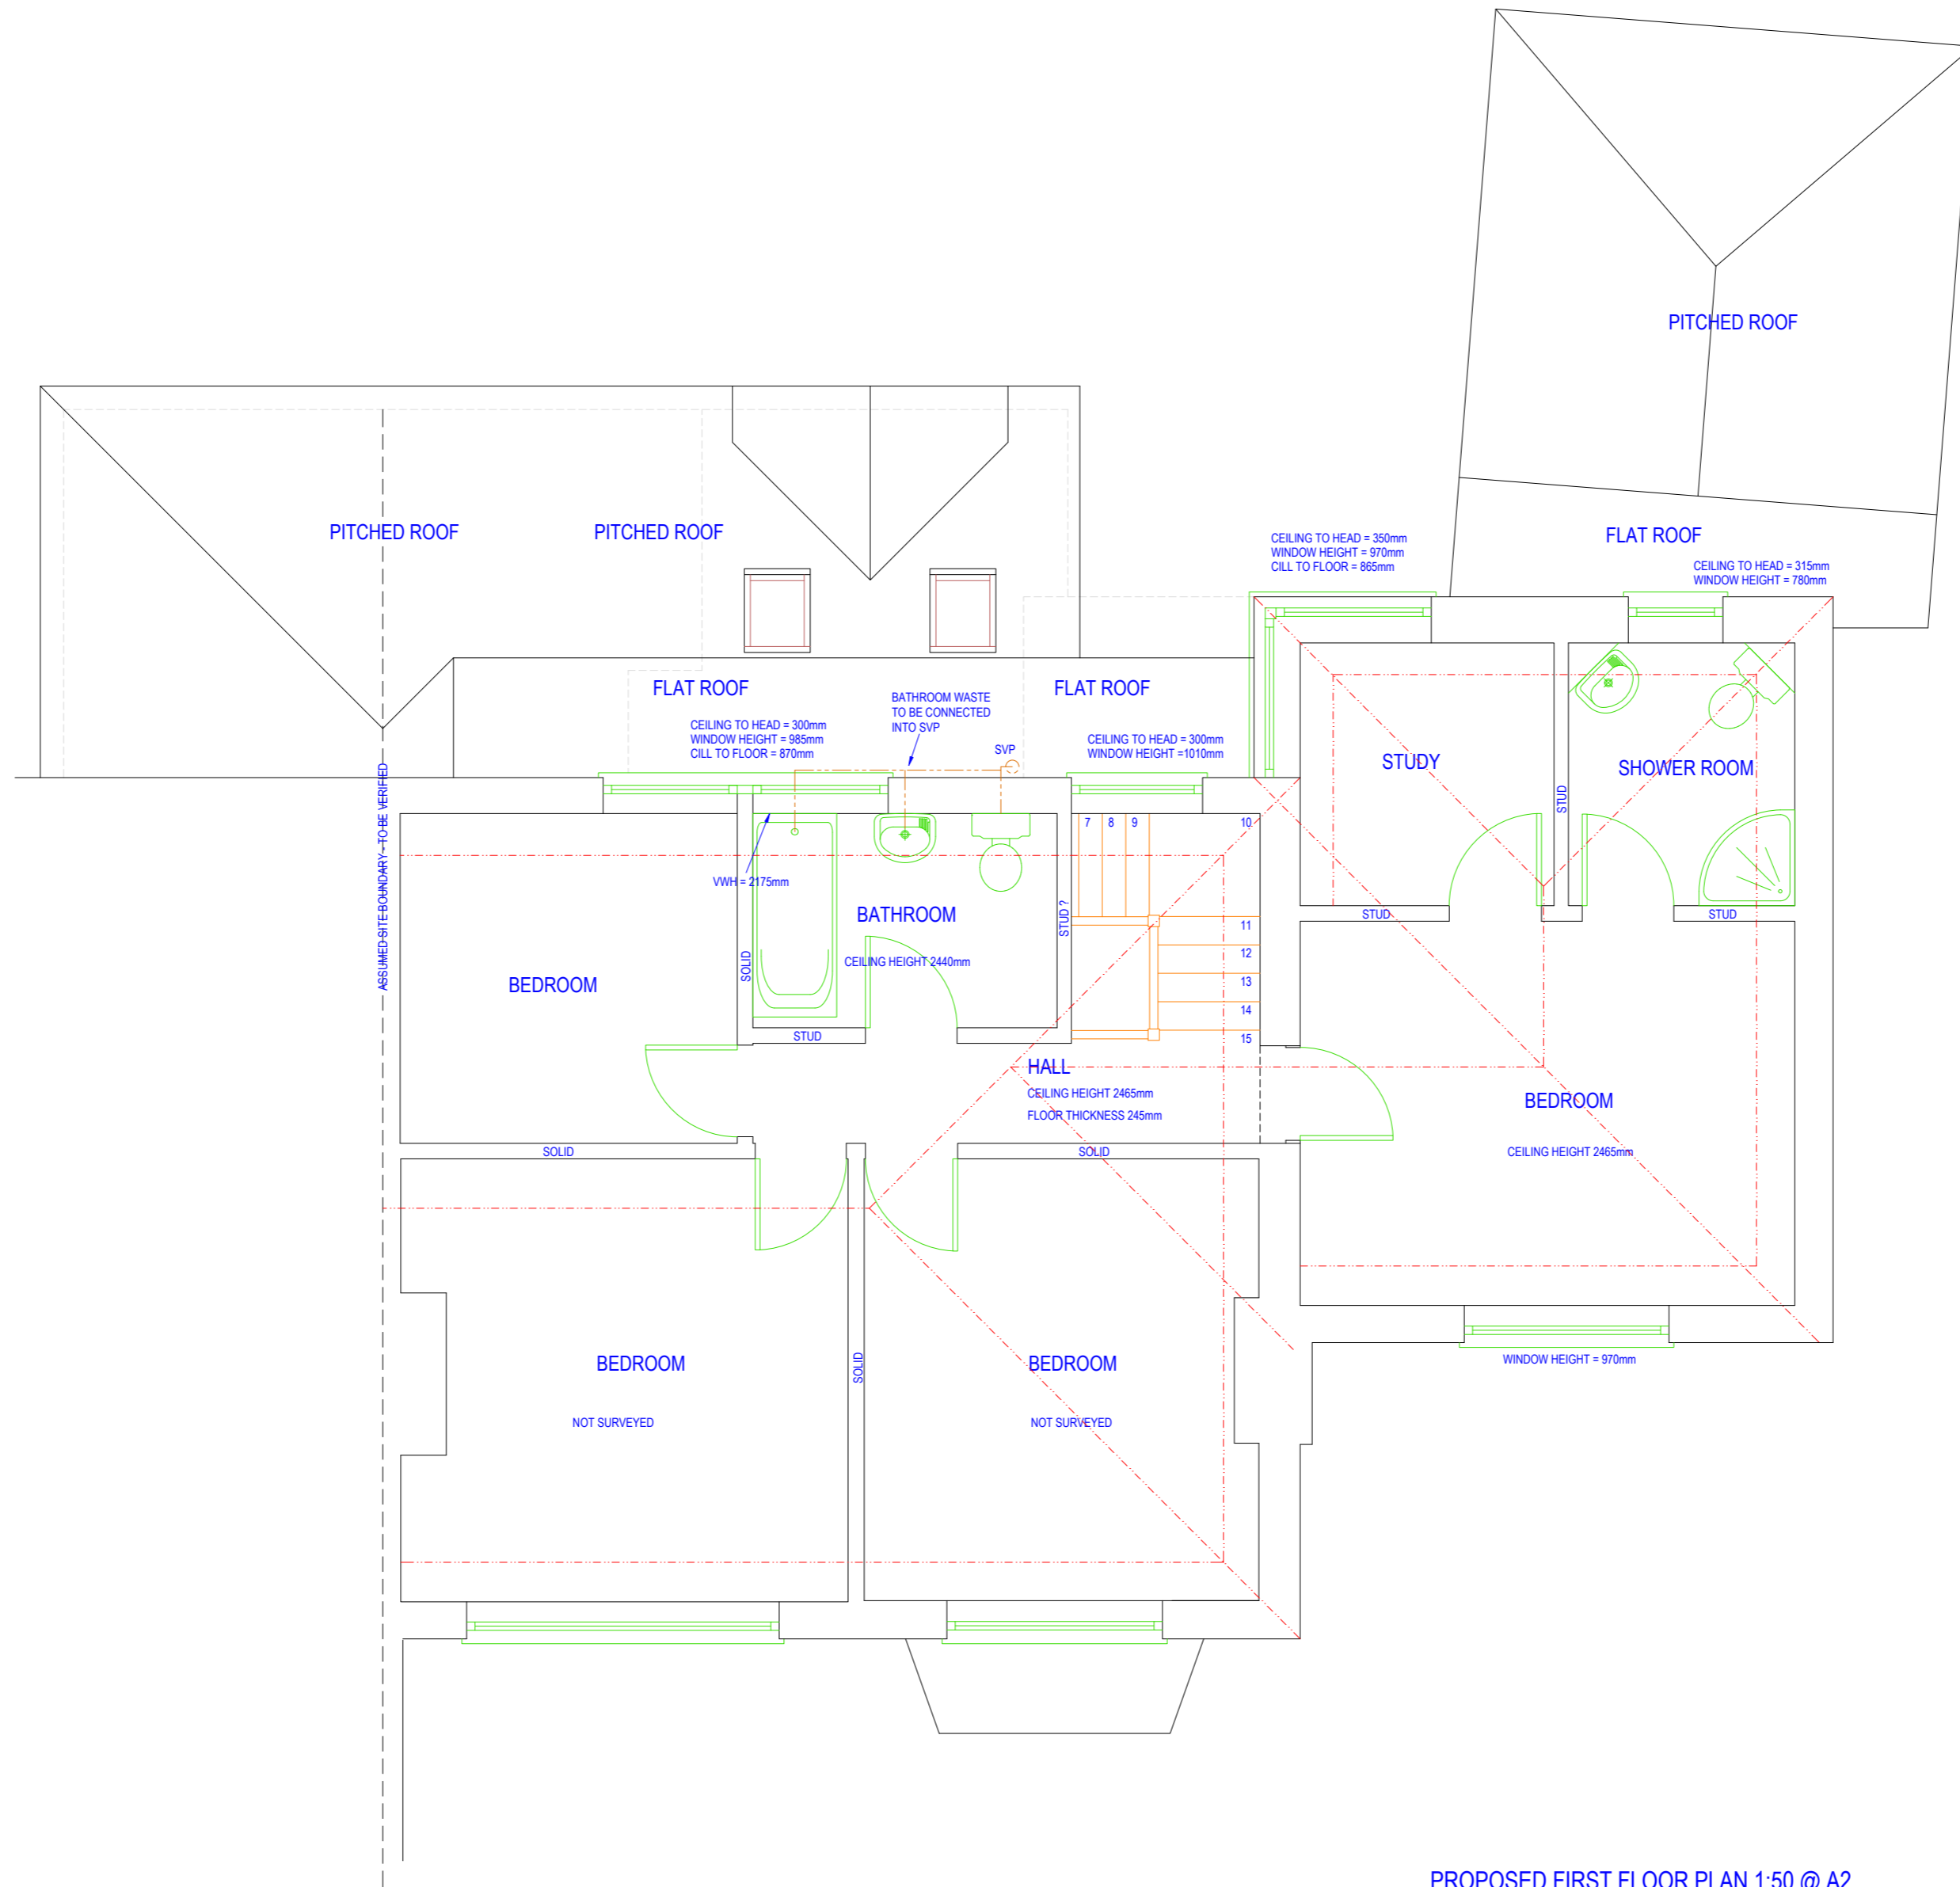 PITCHED ROOF
PITCHED ROOF
PITCHED ROOF
FLAT ROOF
CEILING TO HEAD = 350mm
WINDOW HEIGHT = 970mm
CILL TO FLOOR = 865mm
CEILING TO HEAD = 315mm
WINDOW HEIGHT = 780mm
FLAT ROOF
BATHROOM WASTE
TO BE CONNECTED
INTO SVP
FLAT ROOF
CEILING TO HEAD = 300mm
WINDOW HEIGHT = 985mm
CILL TO FLOOR = 870mm
SVP
CEILING TO HEAD = 300mm
WINDOW HEIGHT =1010mm
STUDY
SHOWER ROOM
STUD
ASSUMED SITE BOUNDARY - TO BE VERIFIED
7 8 9 10
VWH = 2175mm
BATHROOM
STUD ?
STUD
STUD
11
CEILING HEIGHT 2440mm
12
SOLID
BEDROOM
13
14
STUD
15
HALL
CEILING HEIGHT 2465mm
FLOOR THICKNESS 245mm
BEDROOM
CEILING HEIGHT 2465mm
SOLID
SOLID
BEDROOM
SOLID
BEDROOM
WINDOW HEIGHT = 970mm
NOT SURVEYED
NOT SURVEYED
PROPOSED FIRST FLOOR PLAN 1:50 @ A2